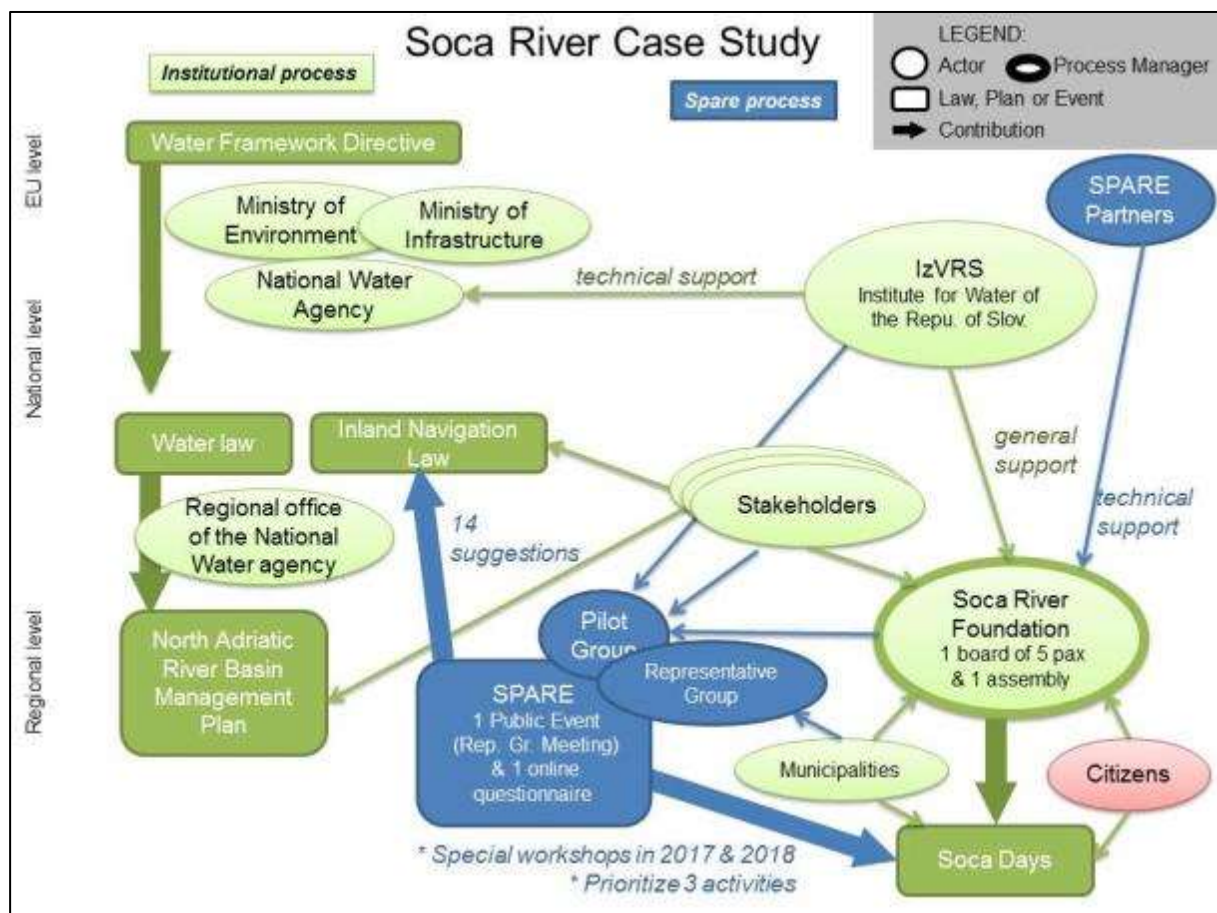 Soca River Case Study
LEGEND:
Actor
Process Manager
Law, Plan or Event
Contribution
Institutional process
Spare process
EU level
National level
Regional level
Water Framework Directive
SPARE
Partners
Ministry of
Environment
Ministry of
Infrastructure
National Water
Agency
technical support
IzVRS
Institute for Water of
the Repu. of Slov.
Water law
Inland Navigation
Law
general
support
technical
support
Stakeholders
Regional office
of the National
Water agency
14
suggestions
North Adriatic
River Basin
Management
Plan
Pilot
Group
Representative
Group
Soca River
Foundation
1 board of 5 pax
& 1 assembly
SPARE
1 Public Event
(Rep. Gr. Meeting)
& 1 online
questionnaire
Municipalities
Citizens
* Special workshops in 2017 & 2018
* Prioritize 3 activities
Soca Days